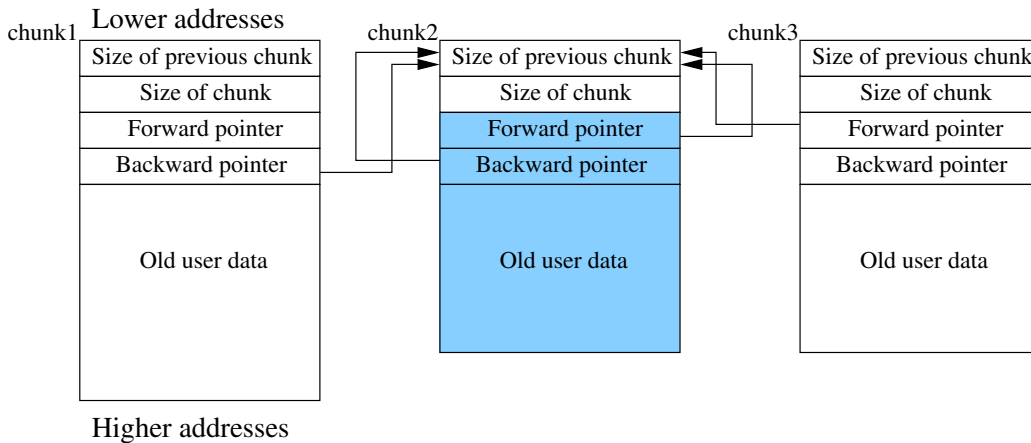 Lower addresses
chunk1
Size of previous chunk
Size of chunk
Forward pointer
Backward pointer
Old user data
Higher addresses
chunk2
Size of previous chunk
Size of chunk
Forward pointer
Backward pointer
Old user data
chunk3
Size of previous chunk
Size of chunk
Forward pointer
Backward pointer
Old user data